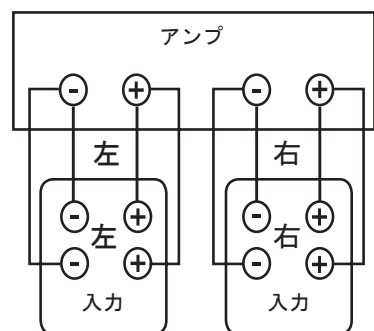 アンプ
- + - +
左 右
- + - +
左 右
- + - +
入力 入力